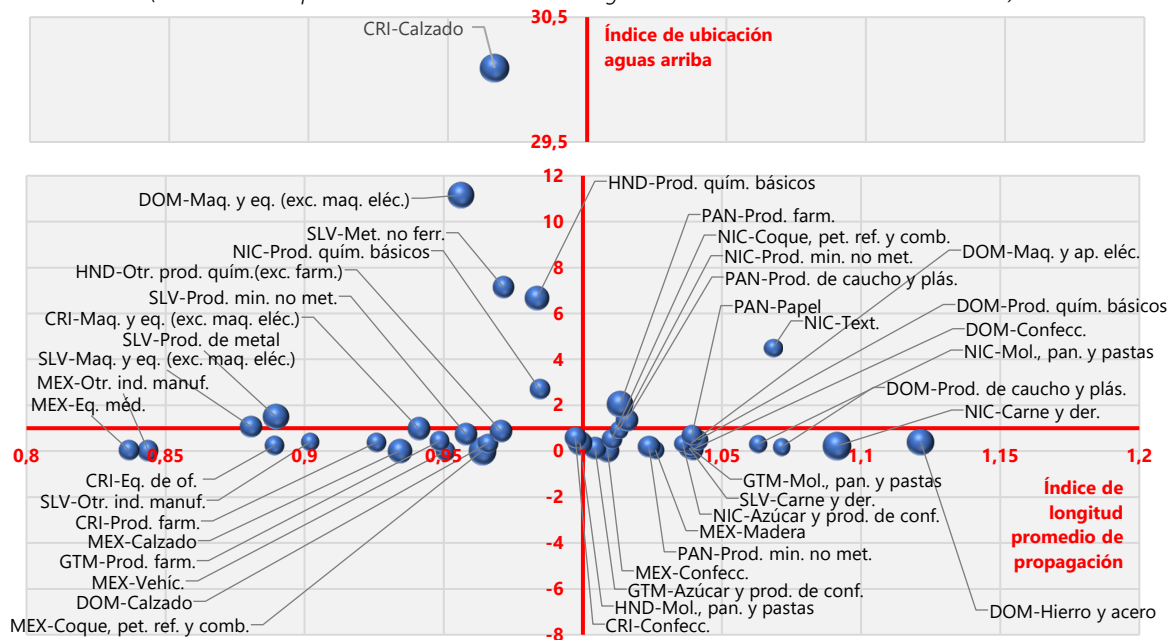 30,5
CRI-Calzado
Índice de ubicación
aguas arriba
29,5
12
HND-Prod. quím. básicos
DOM-Maq. y eq. (exc. maq. eléc.)
10
PAN-Prod. farm.
SLV-Met. no ferr.
NIC-Coque, pet. ref. y comb.
NIC-Prod. quím. básicos
NIC-Prod. min. no met.
DOM-Maq. y ap. eléc.
8
HND-Otr. prod. quím.(exc. farm.)
PAN-Prod. de caucho y plás.
SLV-Prod. min. no met.
PAN-Papel
DOM-Prod. quím. básicos
6
CRI-Maq. y eq. (exc. maq. eléc.)
NIC-Text.
DOM-Confecc.
SLV-Prod. de metal
NIC-Mol., pan. y pastas
SLV-Maq. y eq. (exc. maq. eléc.)
4
MEX-Otr. ind. manuf.
DOM-Prod. de caucho y plás.
MEX-Eq. méd.
NIC-Carne y der.
2
0,8
0,85
0,9
0,95
0
1,05
1,1
1,15
1,2
CRI-Eq. de of.
GTM-Mol., pan. y pastas
Índice de
longitud
promedio de
propagación
SLV-Otr. ind. manuf.
SLV-Carne y der.
-2
CRI-Prod. farm.
NIC-Azúcar y prod. de conf.
MEX-Calzado
MEX-Madera
-4
GTM-Prod. farm.
PAN-Prod. min. no met.
MEX-Vehíc.
MEX-Confecc.
-6
DOM-Calzado
GTM-Azúcar y prod. de conf.
HND-Mol., pan. y pastas
DOM-Hierro y acero
MEX-Coque, pet. ref. y comb.
CRI-Confecc.
-8